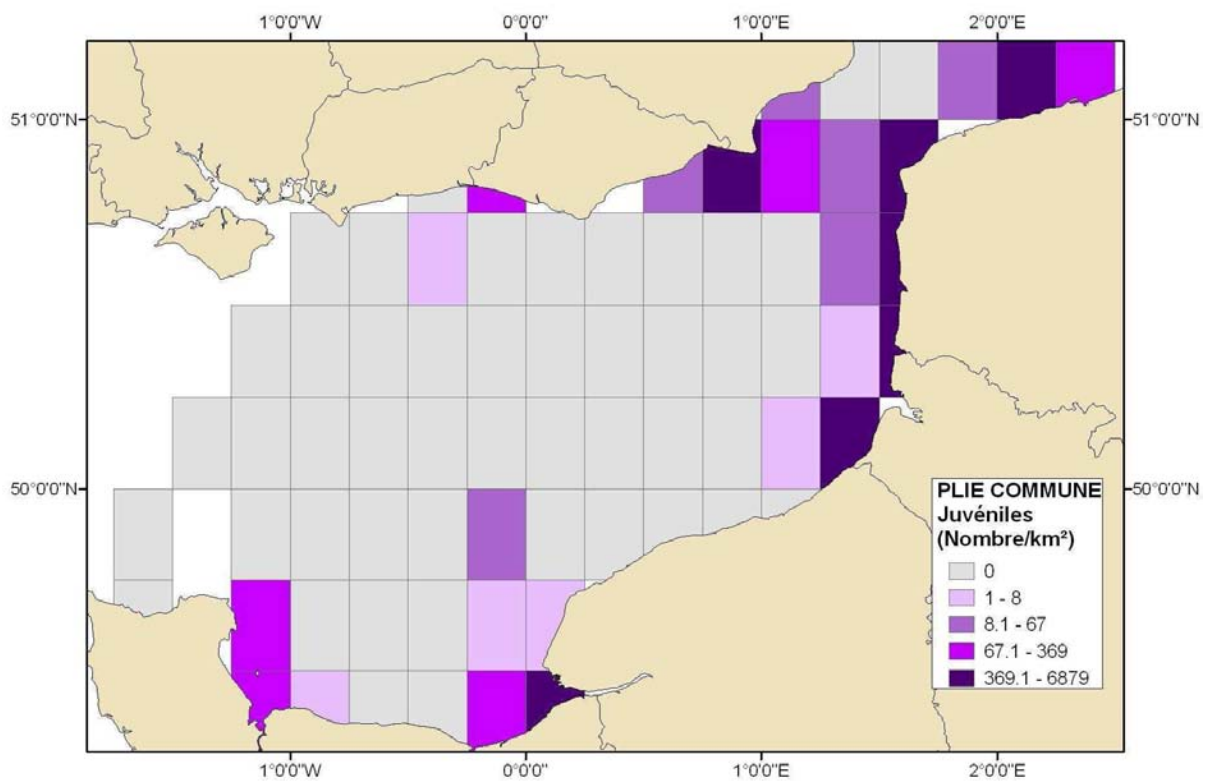 1°0'0"W 0°0'0" 1°0'0"E 2°0'0"E
51°0'0"N 51°0'0"N
50°0'0"N 50°0'0"N
PLIE COMMUNE
Juvéniles
(Nombre/km²)
0
1 - 8
8.1 - 67
67.1 - 369
369.1 - 6879
1°0'0"W 0°0'0" 1°0'0"E 2°0'0"E